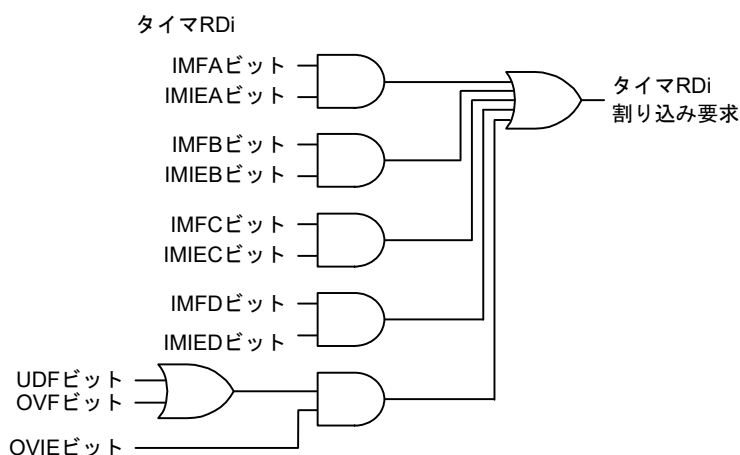 タイマRDi
IMFAビット
IMIEAビット
タイマRDi
割り込み要求
IMFBビット
IMIEBビット
IMFCビット
IMIECビット
IMFDビット
IMIEDビット
UDFビット
OVFビット
OVIEビット